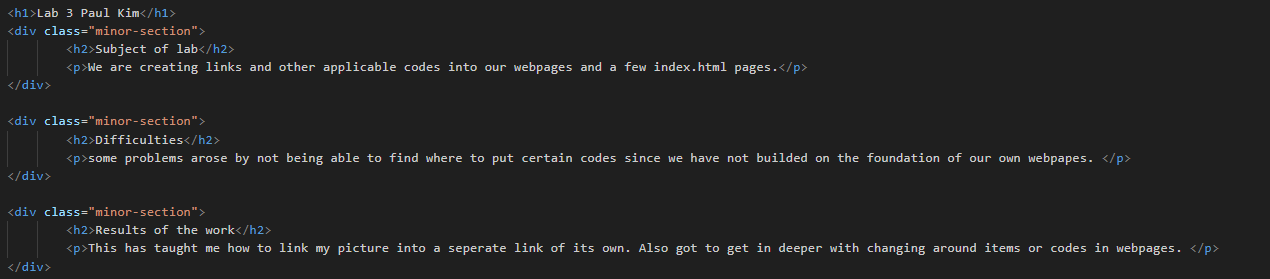 <h1>Lab 3 Paul Kim</h1>
<div class="minor-section">
<h2>Subject of lab</h2>
<p>We are creating links and other applicable codes into our webpages and a few index.html pages.</p>
</div>
<div class="minor-section">
<h2>Difficulties</h2>
<p>some problems arose by not being able to find where to put certain codes since we have not builded on the foundation of our own webpapes. </p>
</div>
<div class="minor-section">
<h2>Results of the work</h2>
<p>This has taught me how to link my picture into a seperate link of its own. Also got to get in deeper with changing around items or codes in webpages. </p>
</div>